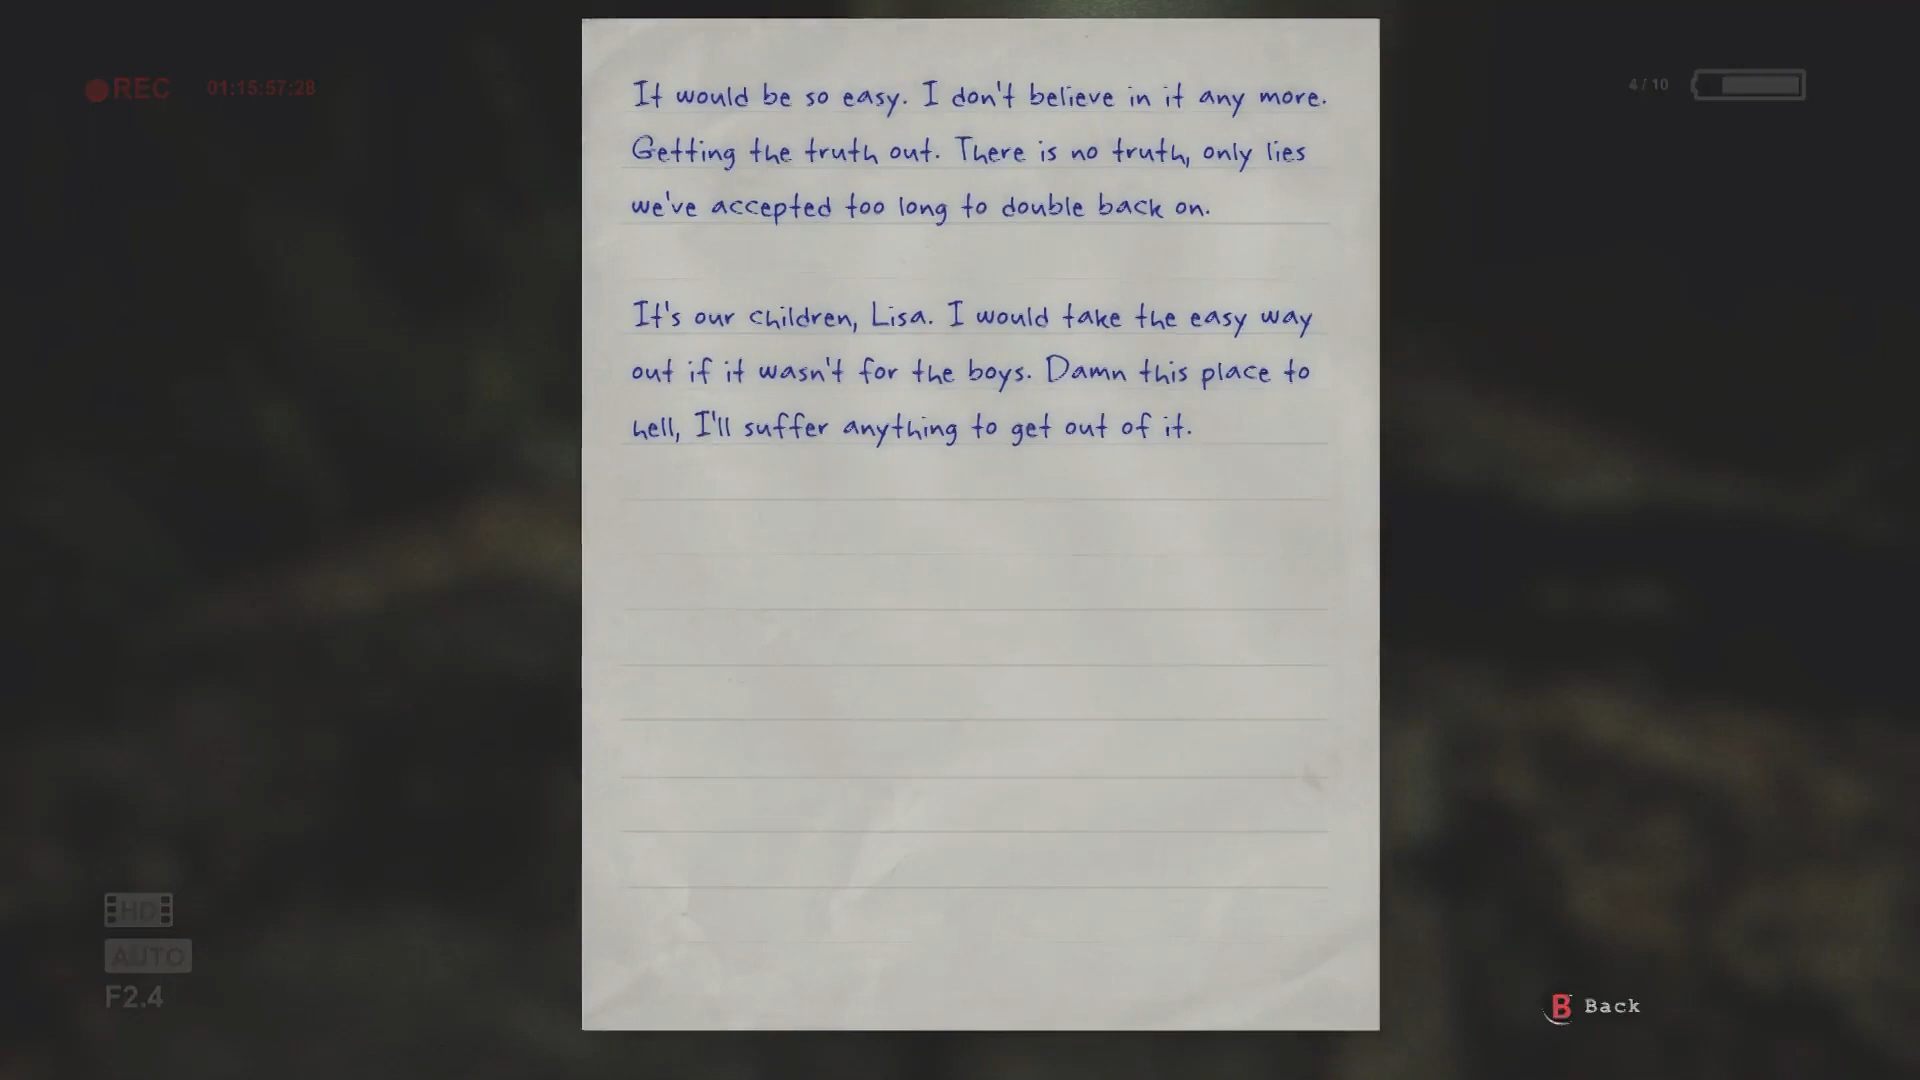 REC 01:15:57:28
4/10
It would be so easy. I don't believe in it any more.
Getting the truth out. There is no truth, only lies
we've accepted too long to double back on.
It's our children, Lisa. I would take the easy way
out if it wasn't for the boys. Damn this place to
hell, I'll suffer anything to get out of it.
HD
AUTO
F2.4
B Back